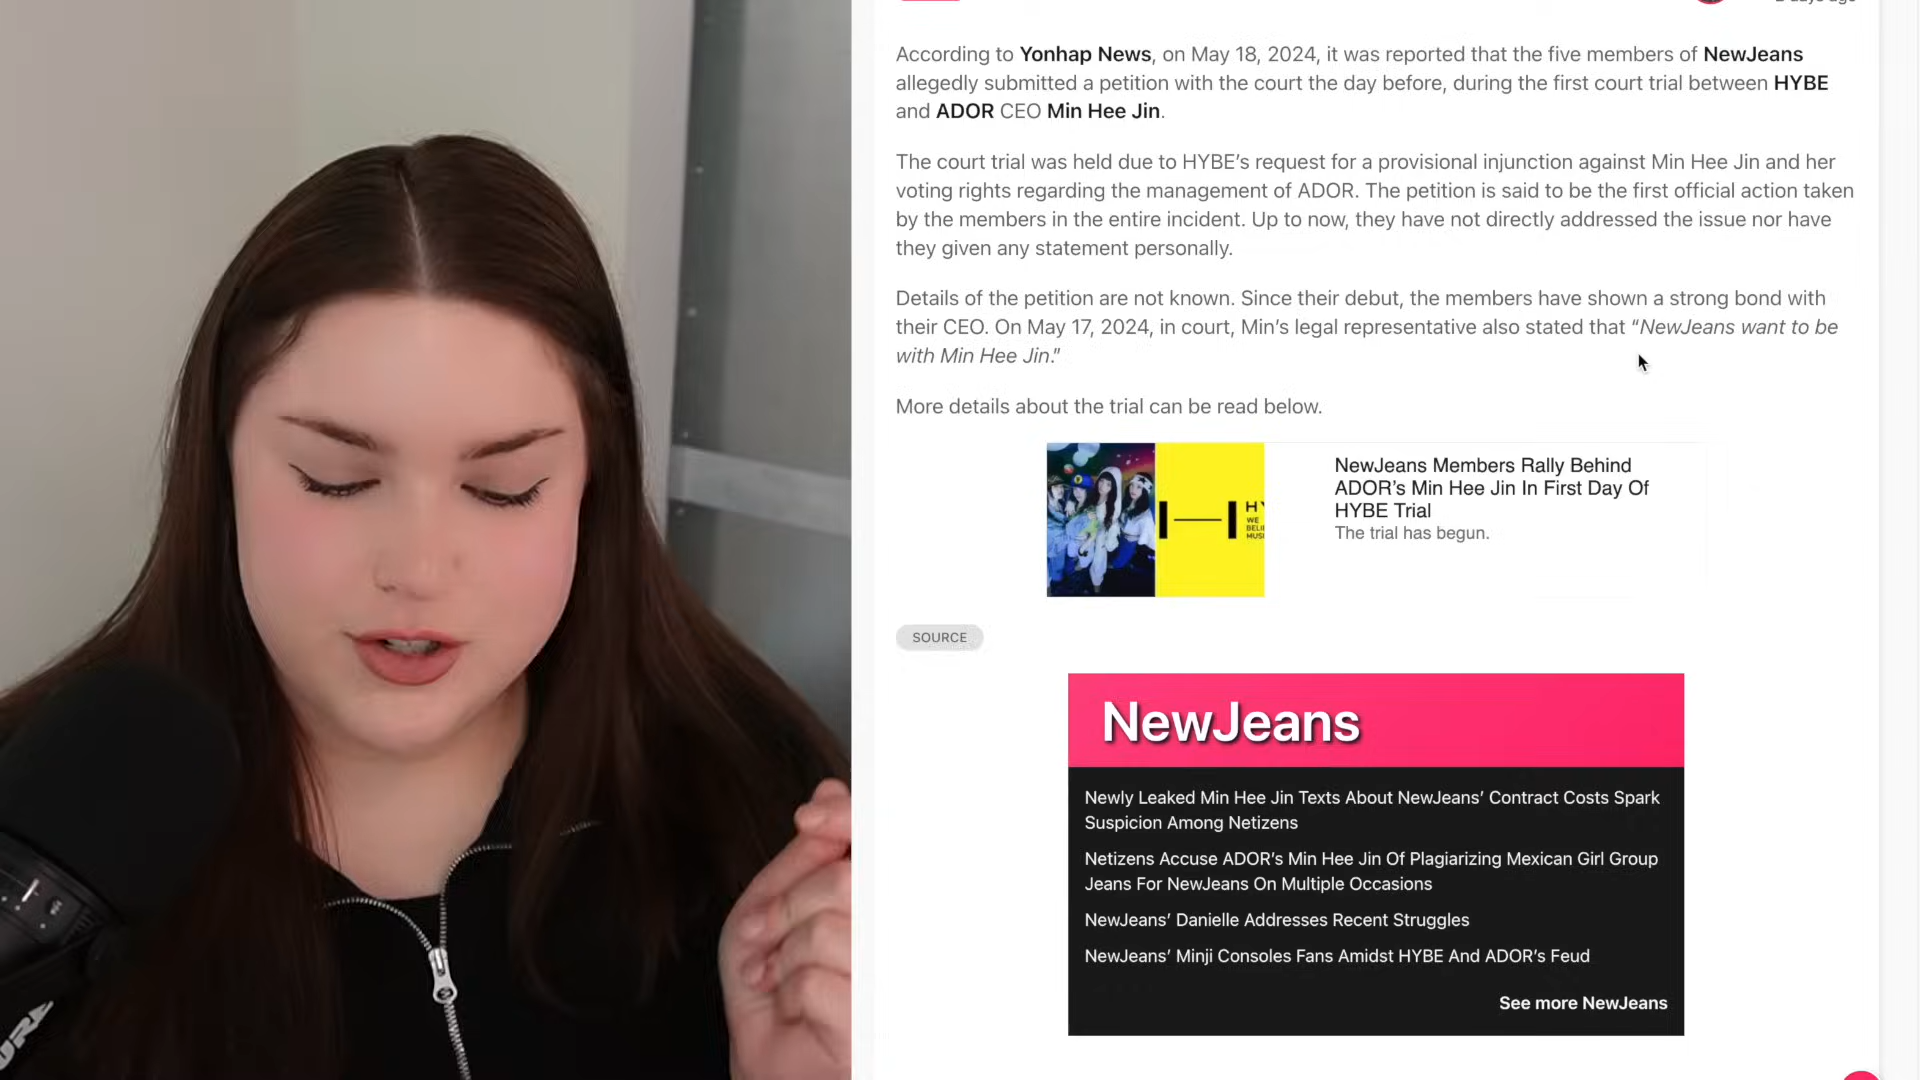 2 days ago
According to Yonhap News, on May 18, 2024, it was reported that the five members of NewJeans
allegedly submitted a petition with the court the day before, during the first court trial between HYBE
and ADOR CEO Min Hee Jin.
The court trial was held due to HYBE’s request for a provisional injunction against Min Hee Jin and her
voting rights regarding the management of ADOR. The petition is said to be the first official action taken
by the members in the entire incident. Up to now, they have not directly addressed the issue nor have
they given any statement personally.
Details of the petition are not known. Since their debut, the members have shown a strong bond with
their CEO. On May 17, 2024, in court, Min’s legal representative also stated that “NewJeans want to be
with Min Hee Jin.”
More details about the trial can be read below.
HY
WE
BELI
MUS
NewJeans Members Rally Behind
ADOR’s Min Hee Jin In First Day Of
HYBE Trial
The trial has begun.
SOURCE
NewJeans
Newly Leaked Min Hee Jin Texts About NewJeans’ Contract Costs Spark
Suspicion Among Netizens
Netizens Accuse ADOR’s Min Hee Jin Of Plagiarizing Mexican Girl Group
Jeans For NewJeans On Multiple Occasions
NewJeans’ Danielle Addresses Recent Struggles
NewJeans’ Minji Consoles Fans Amidst HYBE And ADOR’s Feud
See more NewJeans